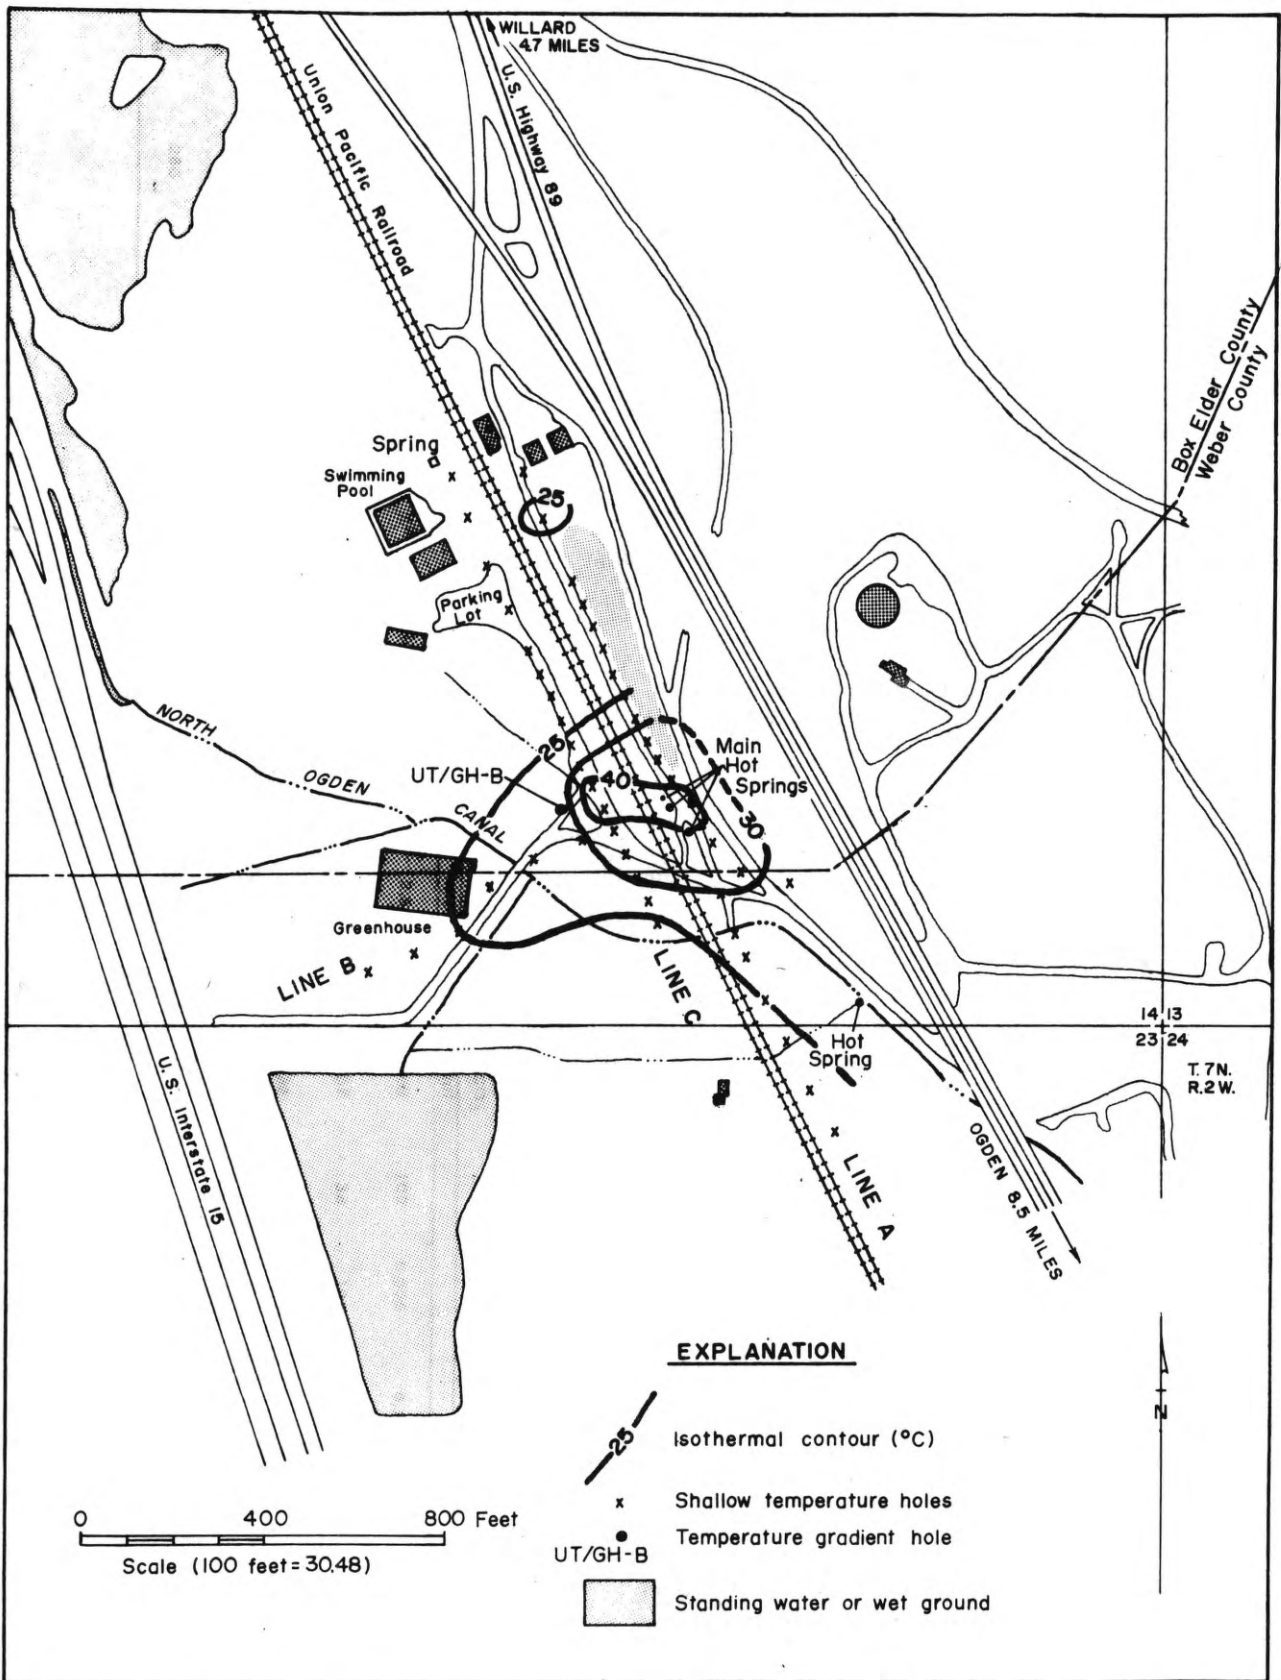 WILLARD
4.7 MILES
U.S. Highway 89
Union Pacific Railroad
Box Elder County
Weber County
Spring
Swimming
Pool
25
Parking
Lot
NORTH
OGDEN
CANAL
25
UT/GH-B
40
Main
Hot
Springs
30
Greenhouse
LINE B
LINE C
Hot
Spring
14 13
23 24
T. 7N.
R.2W.
U.S. Interstate 15
LINE A
OGDEN 8.5 MILES
EXPLANATION
25
Isothermal contour (°C)
x Shallow temperature holes
Temperature gradient hole
UT/GH-B
Standing water or wet ground
N
0 400 800 Feet
Scale (100 feet=30.48)